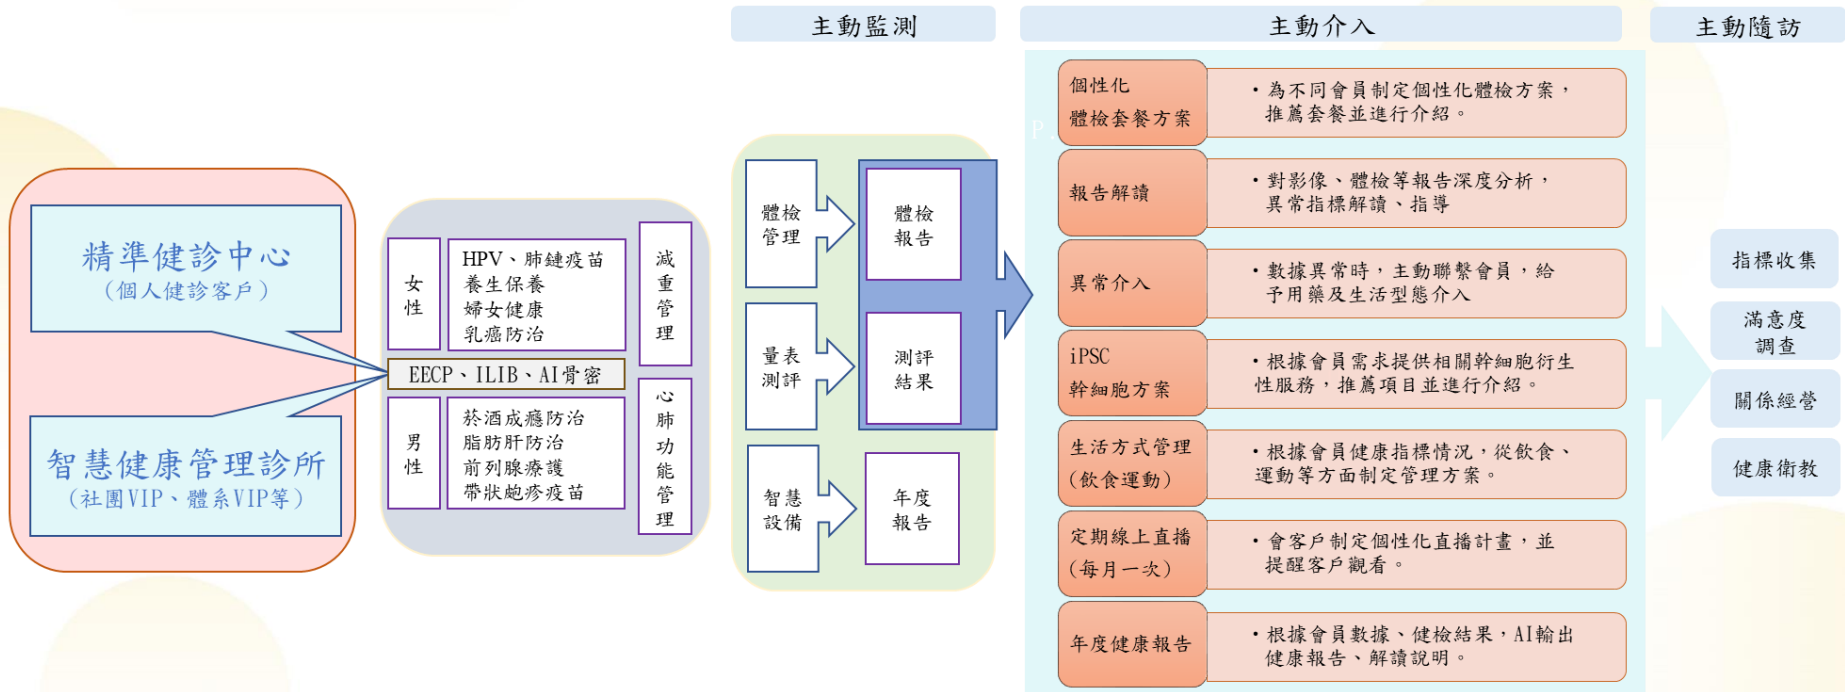 主動監測
主動介入
主動隨訪
精準健診中心
(個人健診客戶)
智慧健康管理診所
(社團VIP、體系VIP等)
女
性
HPV、肺鏈疫苗
養生保養
婦女健康
乳癌防治
減
重
管
理
EECP、ILIB、AI骨密
男
性
菸酒成癮防治
脂肪肝防治
前列腺療護
帶狀皰疹疫苗
心
肺
功
能
管
理
體檢
管理
體檢
報告
量表
測評
測評
結果
智慧
設備
年度
報告
P.
個性化
體檢套餐方案
・為不同會員制定個性化體檢方案，
推薦套餐並進行介紹。
報告解讀
・對影像、體檢等報告深度分析，
異常指標解讀、指導
異常介入
・數據異常時，主動聯繫會員，給
予用藥及生活型態介入
iPSC
幹細胞方案
・根據會員需求提供相關幹細胞衍生
性服務，推薦項目並進行介紹。
生活方式管理
(飲食運動)
・根據會員健康指標情況，從飲食、
運動等方面制定管理方案。
定期線上直播
(每月一次)
・會客戶制定個性化直播計畫，並
提醒客戶觀看。
年度健康報告
・根據會員數據、健檢結果，AI輸出
健康報告、解讀說明。
指標收集
滿意度
調查
關係經營
健康衛教